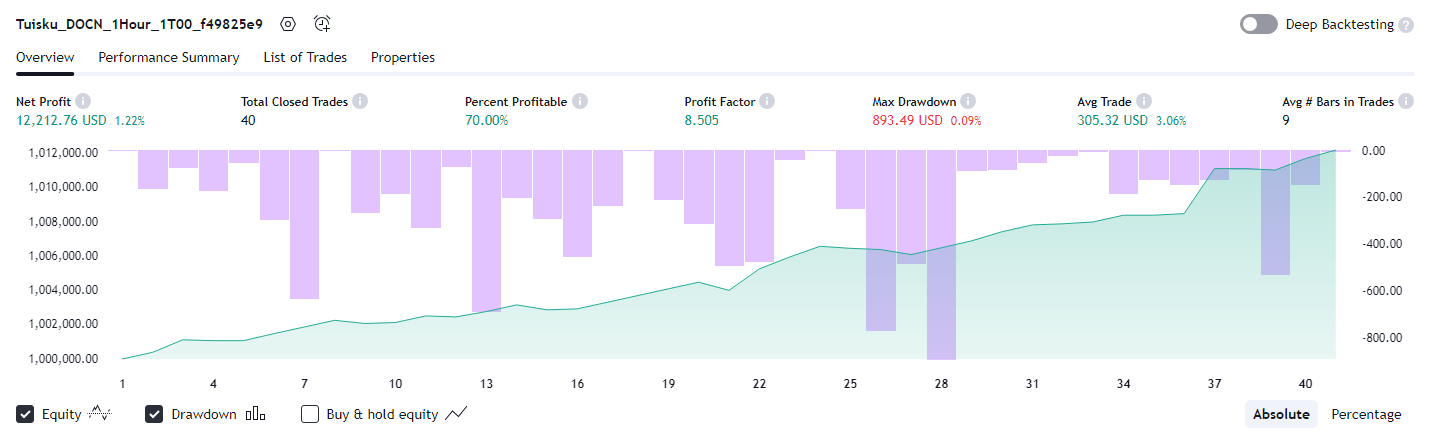 Tuisku_DOCN_1Hour_1T00_f49825e9 Deep Backtesting ?
Overview Performance Summary List of Trades Properties
Net Profit i Total Closed Trades i Percent Profitable i Profit Factor i Max Drawdown i Avg Trade i Avg # Bars in Trades i
12,212.76 USD 1.22% 40 70.00% 8.505 893.49 USD 0.09% 305.32 USD 3.06% 9
1,012,000.00 0.00
1,010,000.00 -200.00
1,008,000.00 -400.00
1,006,000.00 -600.00
1,004,000.00 -800.00
1,002,000.00
1,000,000.00
1 4 7 10 13 16 19 22 25 28 31 34 37 40
Equity Drawdown Buy & hold equity Absolute Percentage